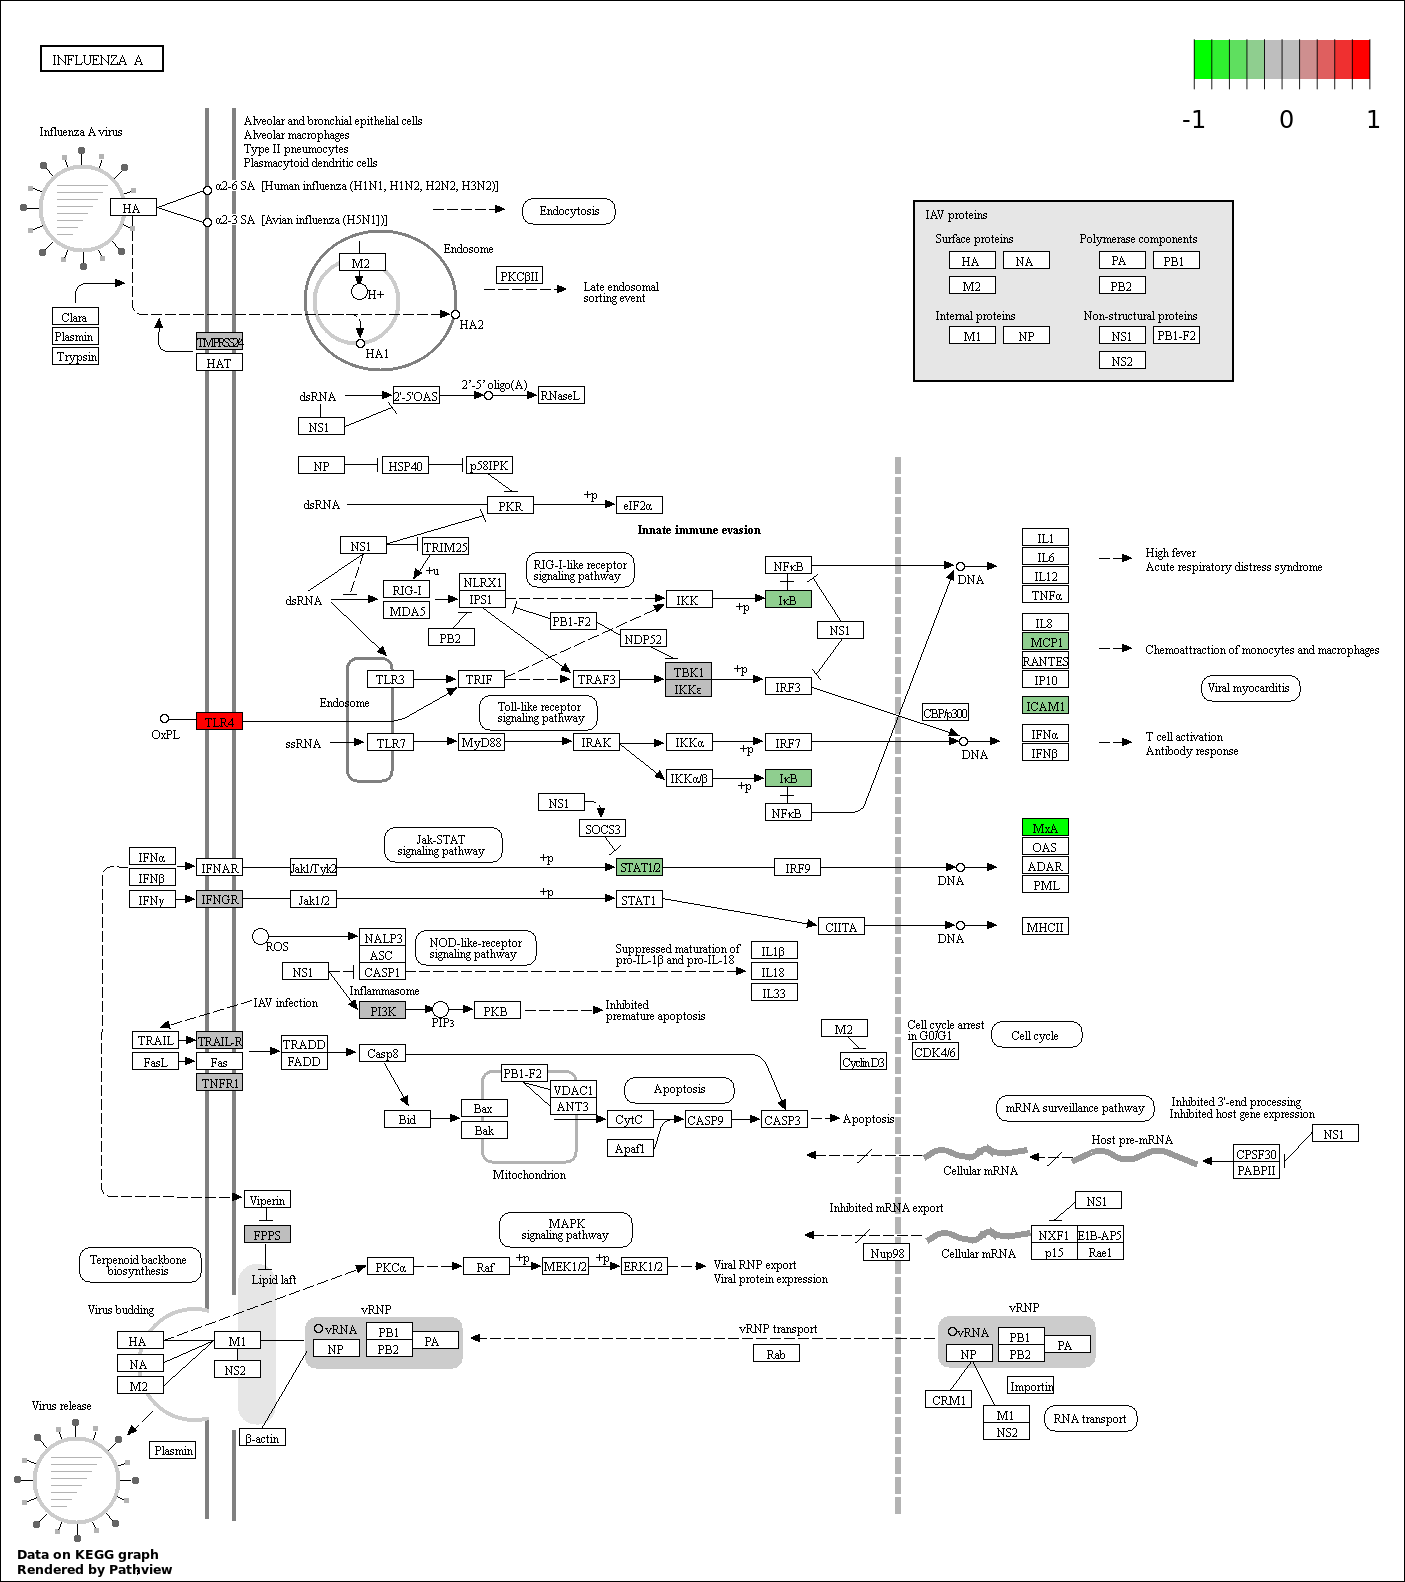 INFLUENZA A
-1
0
1
Influenza A virus
Alveolar and bronchial epithelial cells
Alveolar macrophages
Type II pneumocytes
Plasmacytoid dendritic cells
α2-6 SA [Human influenza (H1N1, H1N2, H2N2, H3N2)]
HA
α2-3 SA [Avian influenza (H5N1)]
Endocytosis
IAV proteins
Surface proteins
Polymerase components
HA
NA
PA
PB1
M2
PB2
Internal proteins
Non-structural proteins
M1
NP
NS1
PB1-F2
NS2
Endosome
M2
PKCβII
H+
Late endosomal
sorting event
Clara
Plasmin
Trypsin
HA2
TMPRSS2/4
HAT
HA1
dsRNA
2'-5'OAS
2'-5' oligo(A)
RNaseL
NS1
NP
HSP40
p58IPK
dsRNA
PKR
+p
eIF2α
Innate immune evasion
NS1
TRIM25
RIG-I-like receptor
signaling pathway
NFκB
DNA
IL1
IL6
IL12
TNFα
High fever
Acute respiratory distress syndrome
+u
RIG-I
MDA5
NLRX1
IPS1
dsRNA
IKK
+p
IκB
PB2
PB1-F2
NDP52
NS1
IL8
MCP1
RANTES
IP10
Chemoattraction of monocytes and macrophages
TLR3
TRIF
TRAF3
TBK1
IKKε
+p
IRF3
Viral myocarditis
Endosome
Toll-like receptor
signaling pathway
CBP/p300
ICAM1
OxPL
TLR4
ssRNA
TLR7
MyD88
IRAK
IKKα
+p
IRF7
DNA
IFNα
IFNβ
T cell activation
Antibody response
IKKα/β
+p
IκB
NS1
NFκB
SOCS3
MxA
OAS
ADAR
PML
Jak-STAT
signaling pathway
IFNα
IFNβ
IFNAR
Jak1/Tyk2
+p
STAT1/2
IRF9
DNA
IFNγ
IFNGR
Jak1/2
+p
STAT1
CIITA
DNA
MHCII
ROS
NALP3
ASC
CASP1
NOD-like-receptor
signaling pathway
Suppressed maturation of
pro-IL-1β and pro-IL-18
IL1β
IL18
IL33
NS1
Inflammasome
IAV infection
PI3K
PIP3
PKB
Inhibited
premature apoptosis
TRAIL
TRAIL-R
TRADD
FADD
FasL
Fas
TNFR1
Casp8
M2
CyclinD3
Cell cycle arrest
in G0/G1
CDK4/6
Cell cycle
PB1-F2
VDAC1
ANT3
Apoptosis
Bid
Bax
Bak
CytC
CASP9
CASP3
Apoptosis
Apaf1
Mitochondrion
mRNA surveillance pathway
Inhibited 3'-end processing
Inhibited host gene expression
NS1
Host pre-mRNA
CPSF30
PABPII
Cellular mRNA
Viperin
FPPS
MAPK
signaling pathway
Inhibited mRNA export
NS1
NXF1
E1B-AP5
p15
Rae1
Nup98
Cellular mRNA
Terpenoid backbone
biosynthesis
Lipid laft
PKCα
Raf
+p
MEK1/2
+p
ERK1/2
Viral RNP export
Viral protein expression
Virus budding
HA
NA
M2
M1
NS2
vRNP
vRNA
NP
PB1
PB2
PA
vRNP transport
Rab
vRNP
vRNA
NP
PB1
PB2
PA
CRM1
Importin
M1
NS2
RNA transport
Virus release
β-actin
Plasmin
Data on KEGG graph
Rendered by Pathview